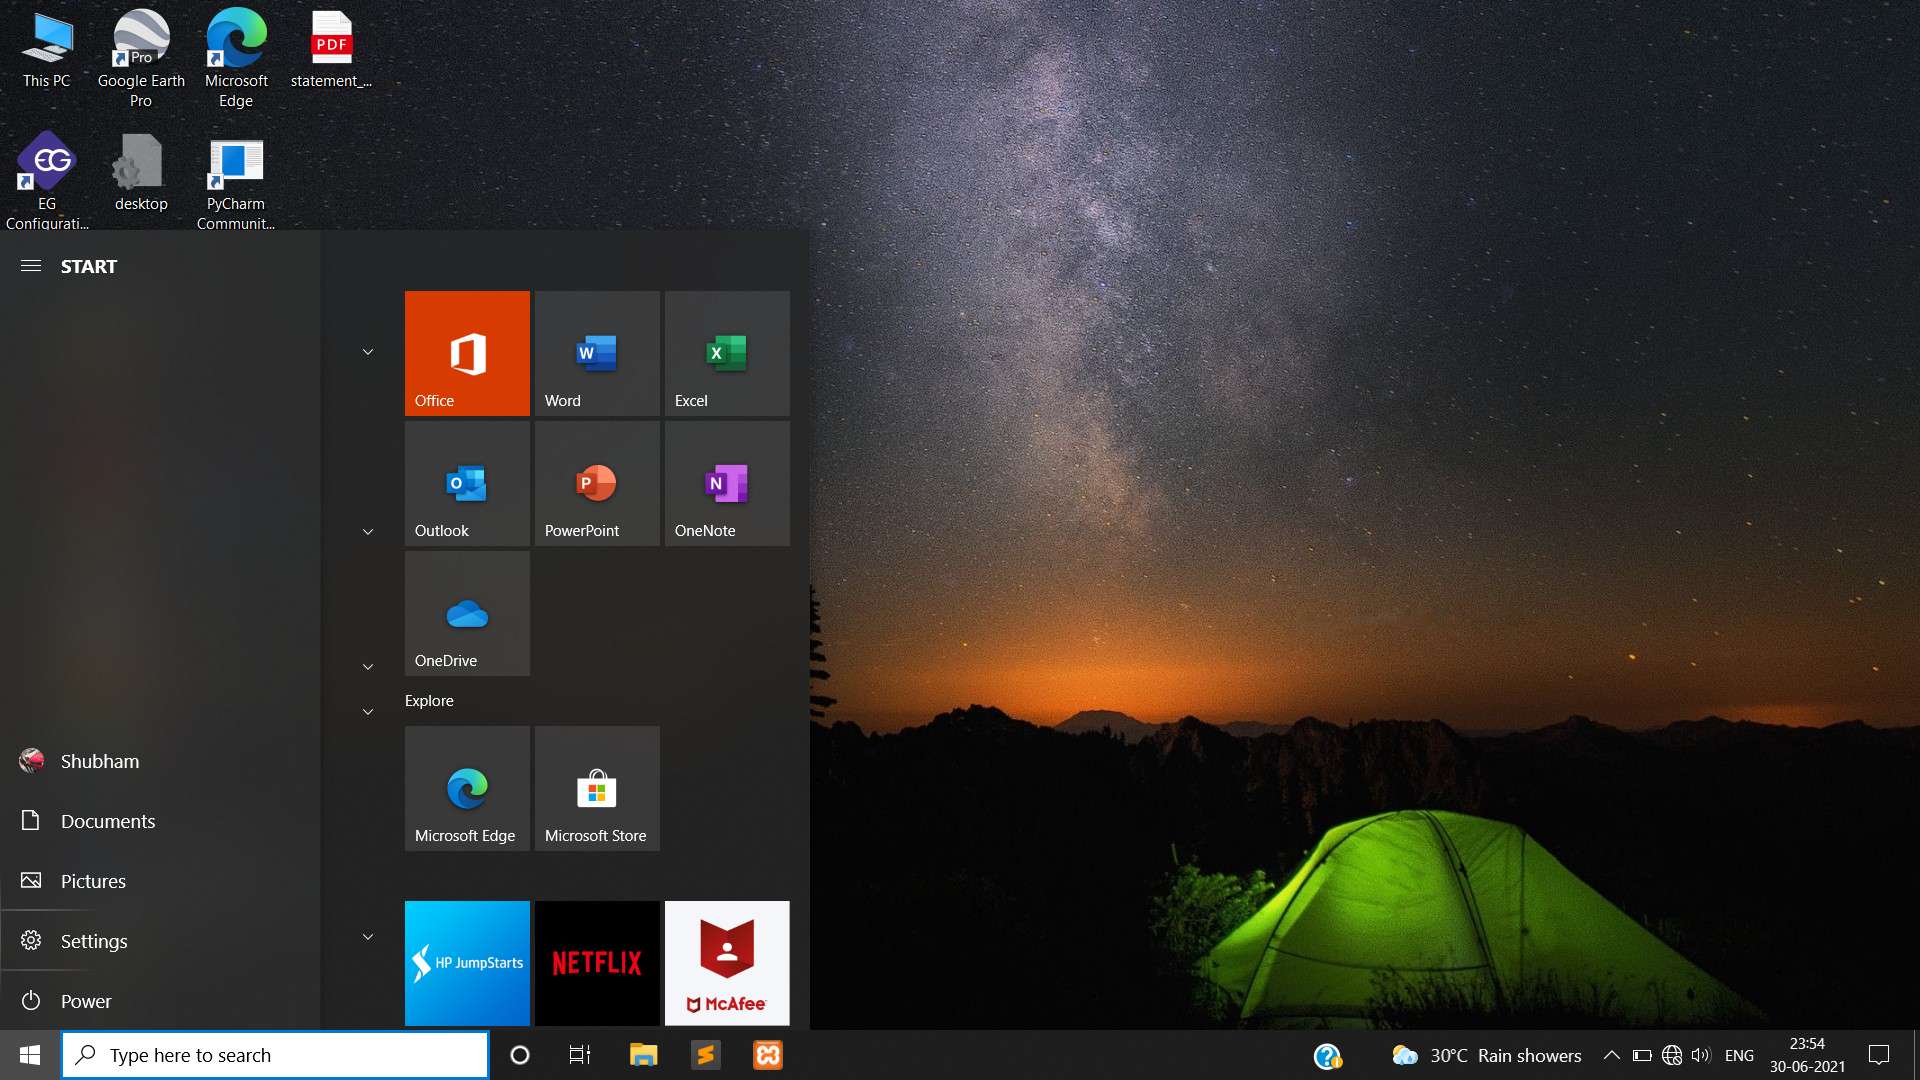 This PC
Pro
Google Earth
Pro
Microsoft
Edge
PDF
statement_...
EG
EG
Configurati...
desktop
PyCharm
Communit...
START
Office
W
Word
X
Excel
O
Outlook
P
PowerPoint
N
OneNote
OneDrive
Explore
Microsoft Edge
Microsoft Store
HP JumpStarts
NETFLIX
McAfee
Shubham
Documents
Pictures
Settings
Power
Type here to search
30°C Rain showers
ENG
23:54
30-06-2021